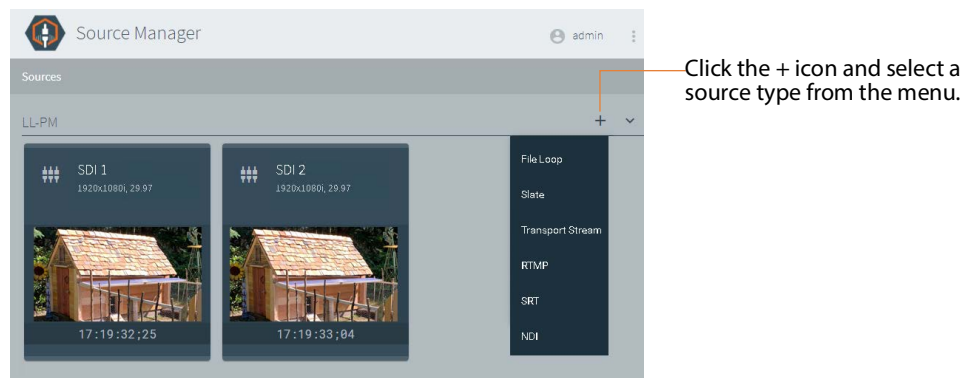 Source Manager
admin
Sources
LL-PM
SDI 1
1920x1080i, 29.97
SDI 2
1920x1080i, 29.97
17:19:32;25
17:19:33;04
File Loop
Slate
Transport Stream
RTMP
SRT
NDI
Click the + icon and select a
source type from the menu.